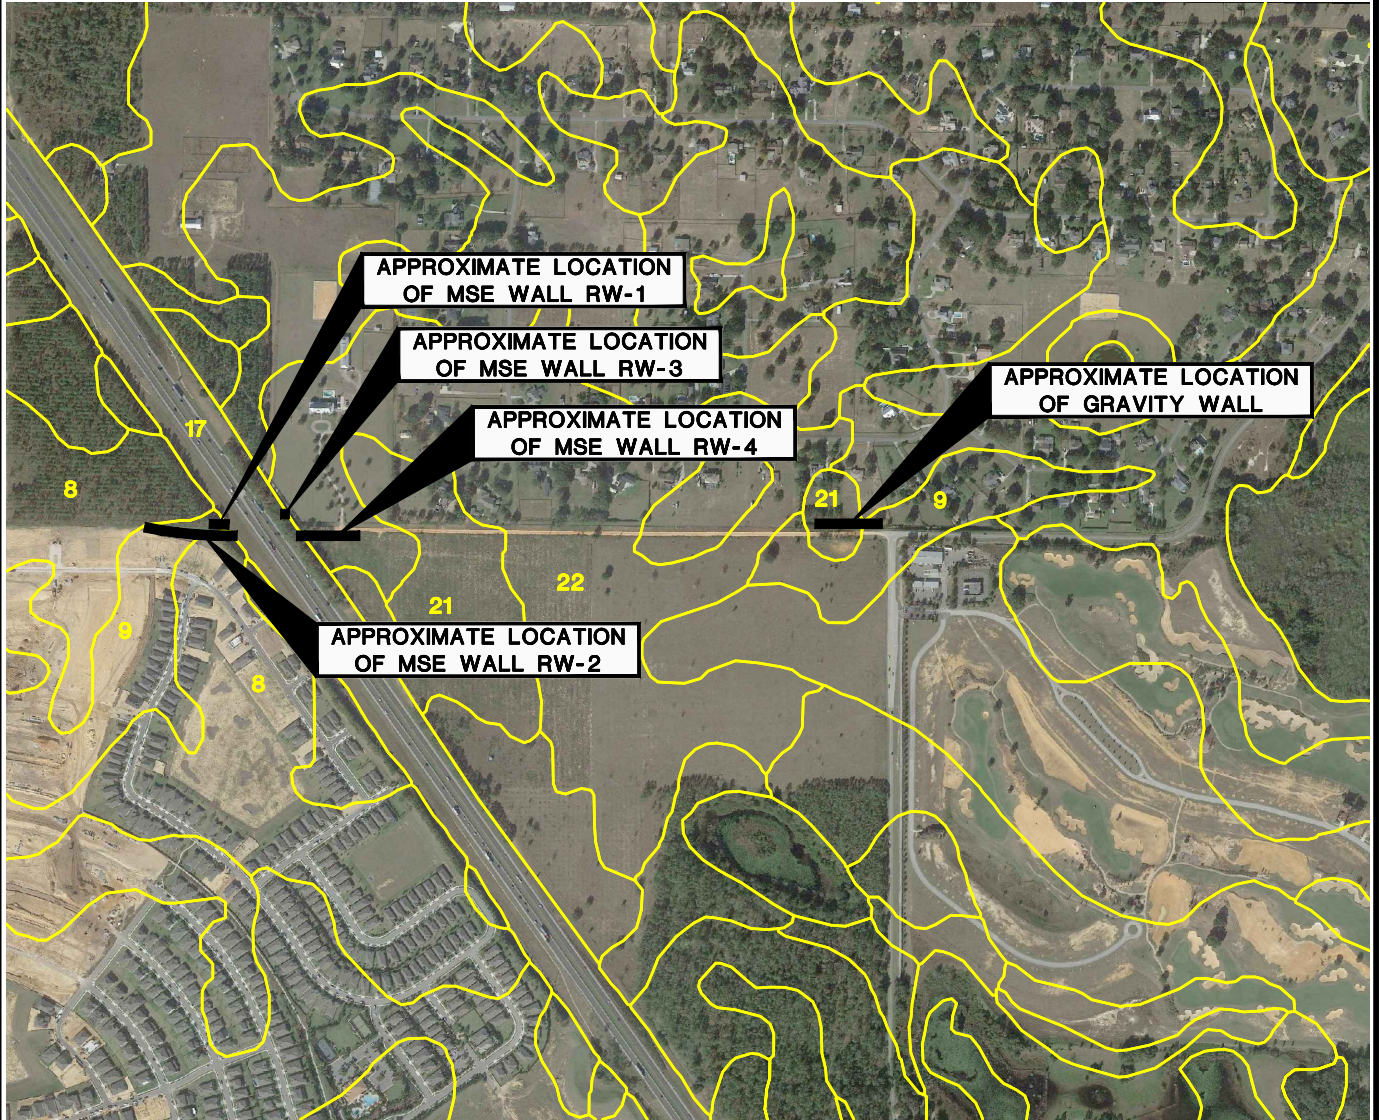 APPROXIMATE LOCATION
OF MSE WALL RW-1
APPROXIMATE LOCATION
OF MSE WALL RW-3
APPROXIMATE LOCATION
OF GRAVITY WALL
APPROXIMATE LOCATION
OF MSE WALL RW-4
17
8
21
9
22
21
9
APPROXIMATE LOCATION
OF MSE WALL RW-2
8